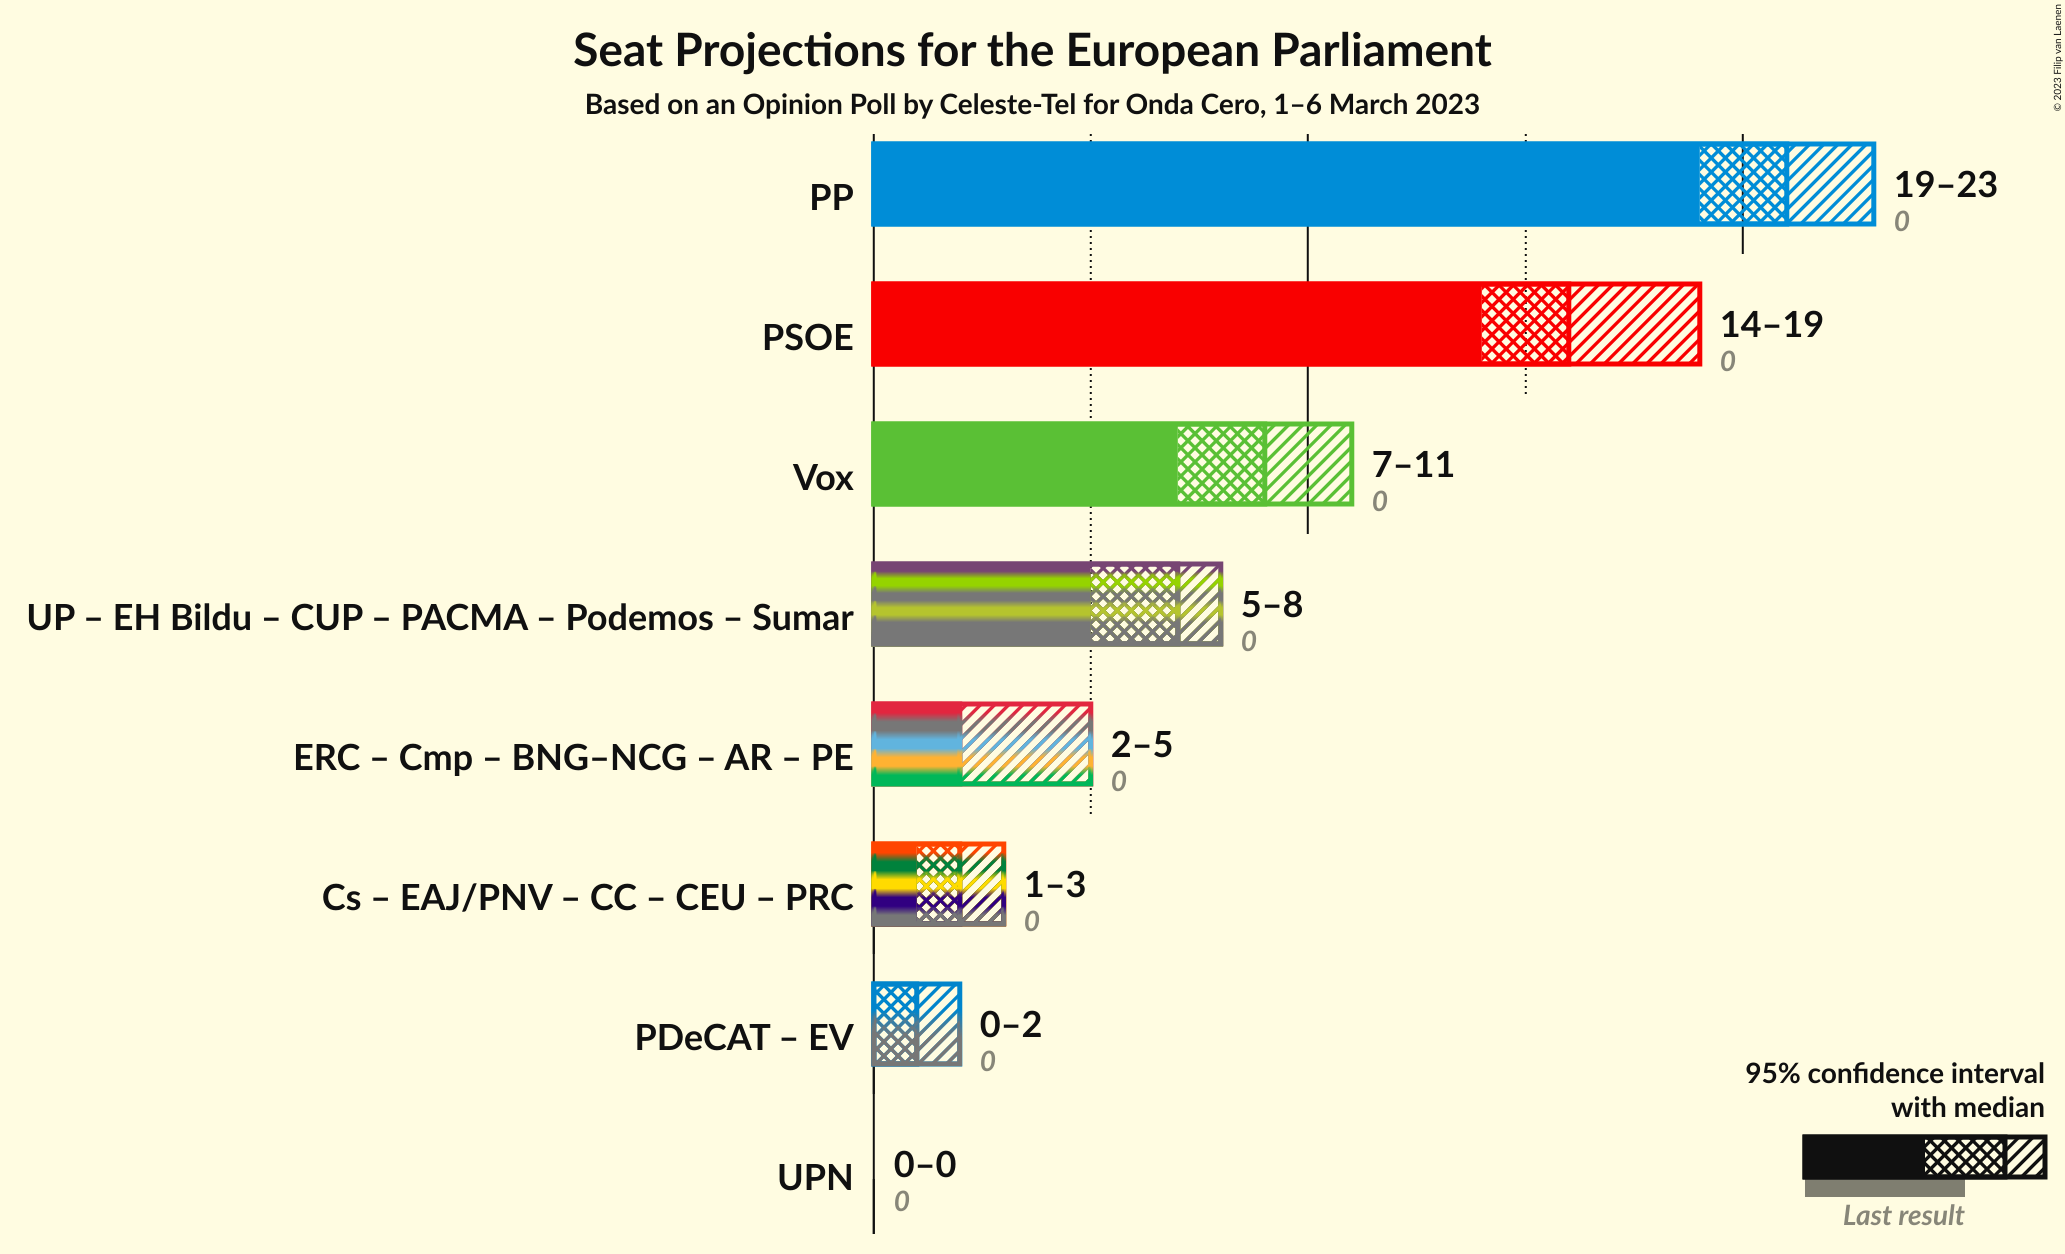 Seat Projections for the European Parliament
Based on an Opinion Poll by Celeste-Tel for Onda Cero, 1–6 March 2023
© 2023 Filip van Laenen
PP
19–23
0
PSOE
14–19
0
Vox
7–11
0
UP – EH Bildu – CUP – PACMA – Podemos – Sumar
5–8
0
ERC – Cmp – BNG–NCG – AR – PE
2–5
0
Cs – EAJ/PNV – CC – CEU – PRC
1–3
0
PDeCAT – EV
0–2
0
UPN
0–0
0
95% confidence interval
with median
Last result